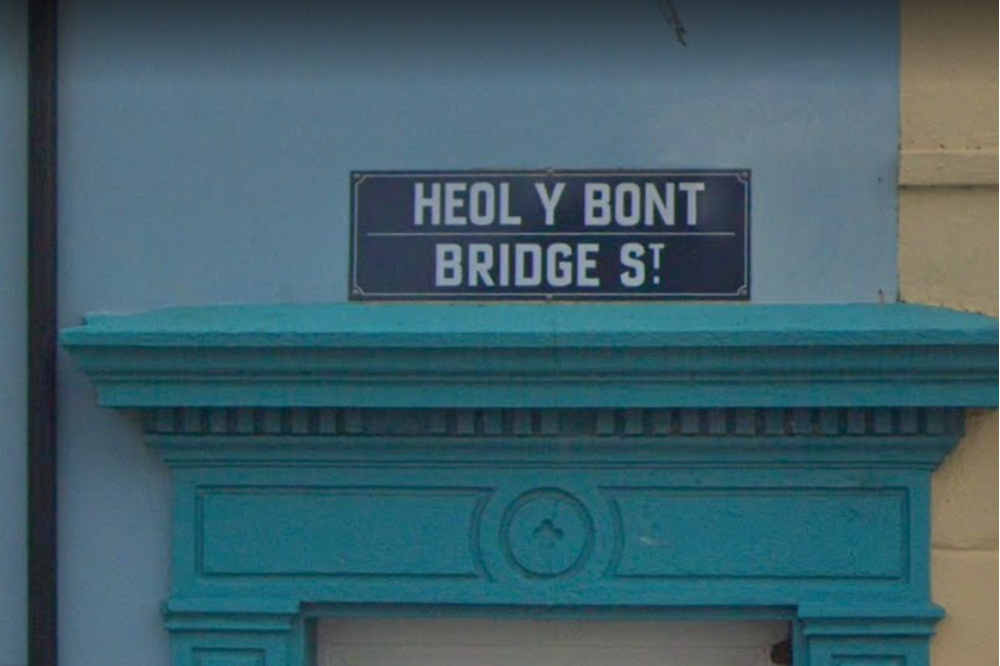 HEOL Y BONT
BRIDGE ST.